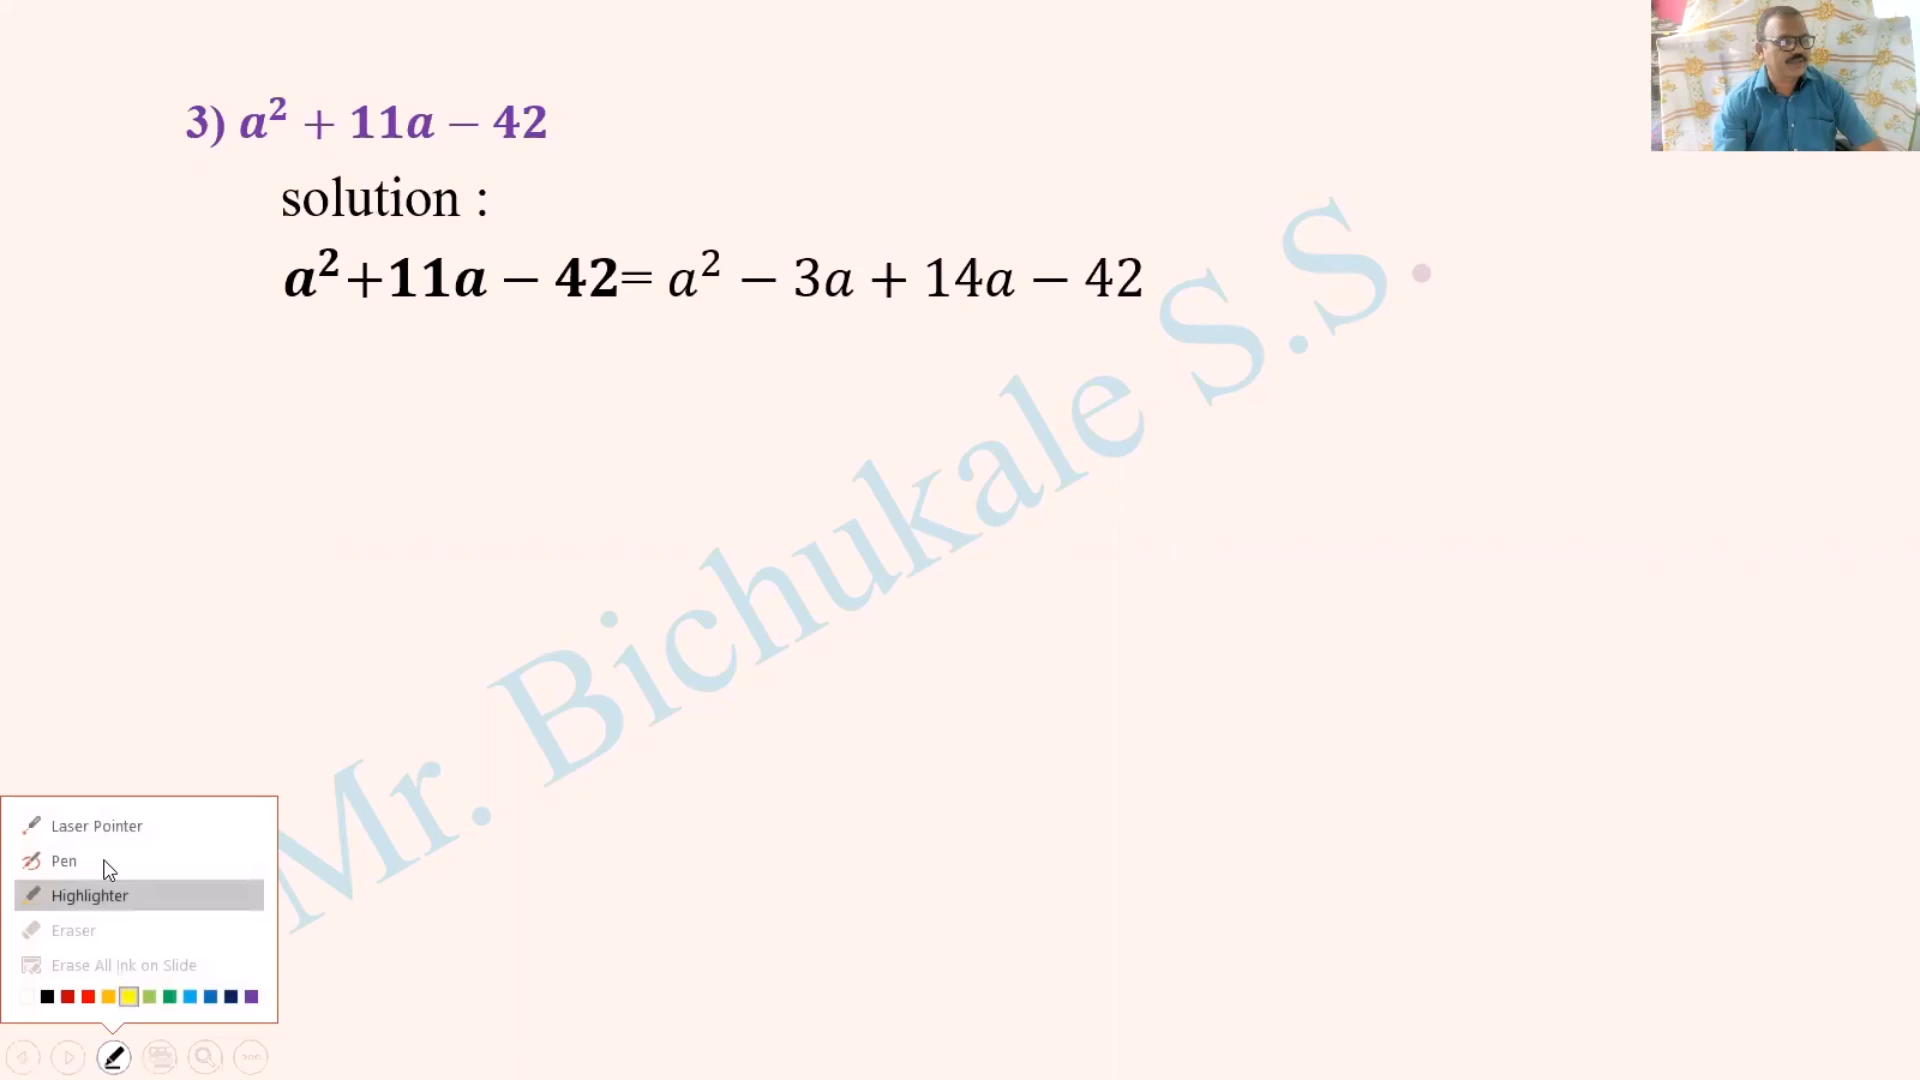 3) a² + 11a − 42
solution :
a²+11a − 42= a² − 3a + 14a − 42
Mr. Bichukale S.S.
Laser Pointer
Pen
Highlighter
Eraser
Erase All Ink on Slide